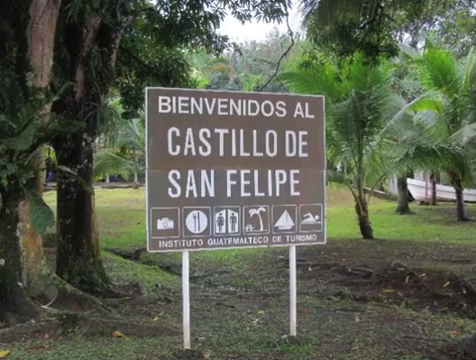 BIENVENIDOS AL
CASTILLO DE
SAN FELIPE
INSTITUTO GUATEMALTECO DE TURISMO